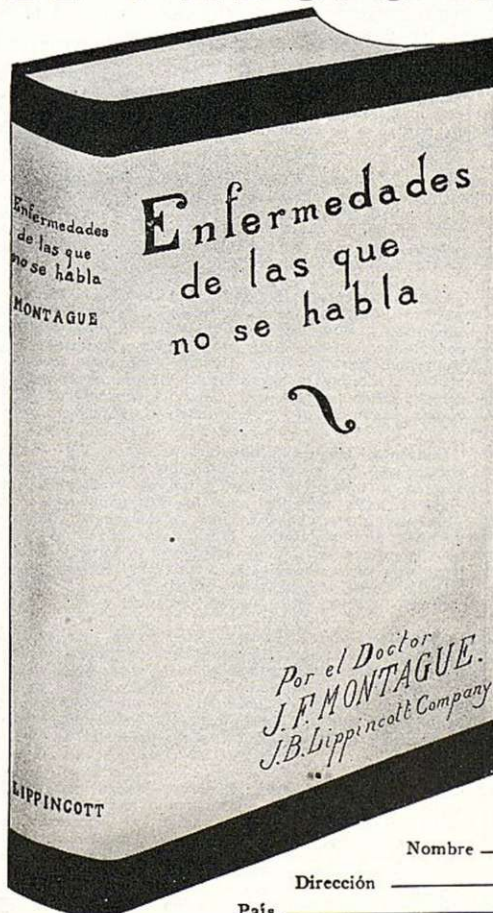 Enfermedades
de las que
no se habla
MONTAGUE
LIPPINCOTT
Enfermedades
de las que
no se habla
Por el Doctor
J. F. MONTAGUE.
J. B. Lippincott Company
Nombre
Dirección
País